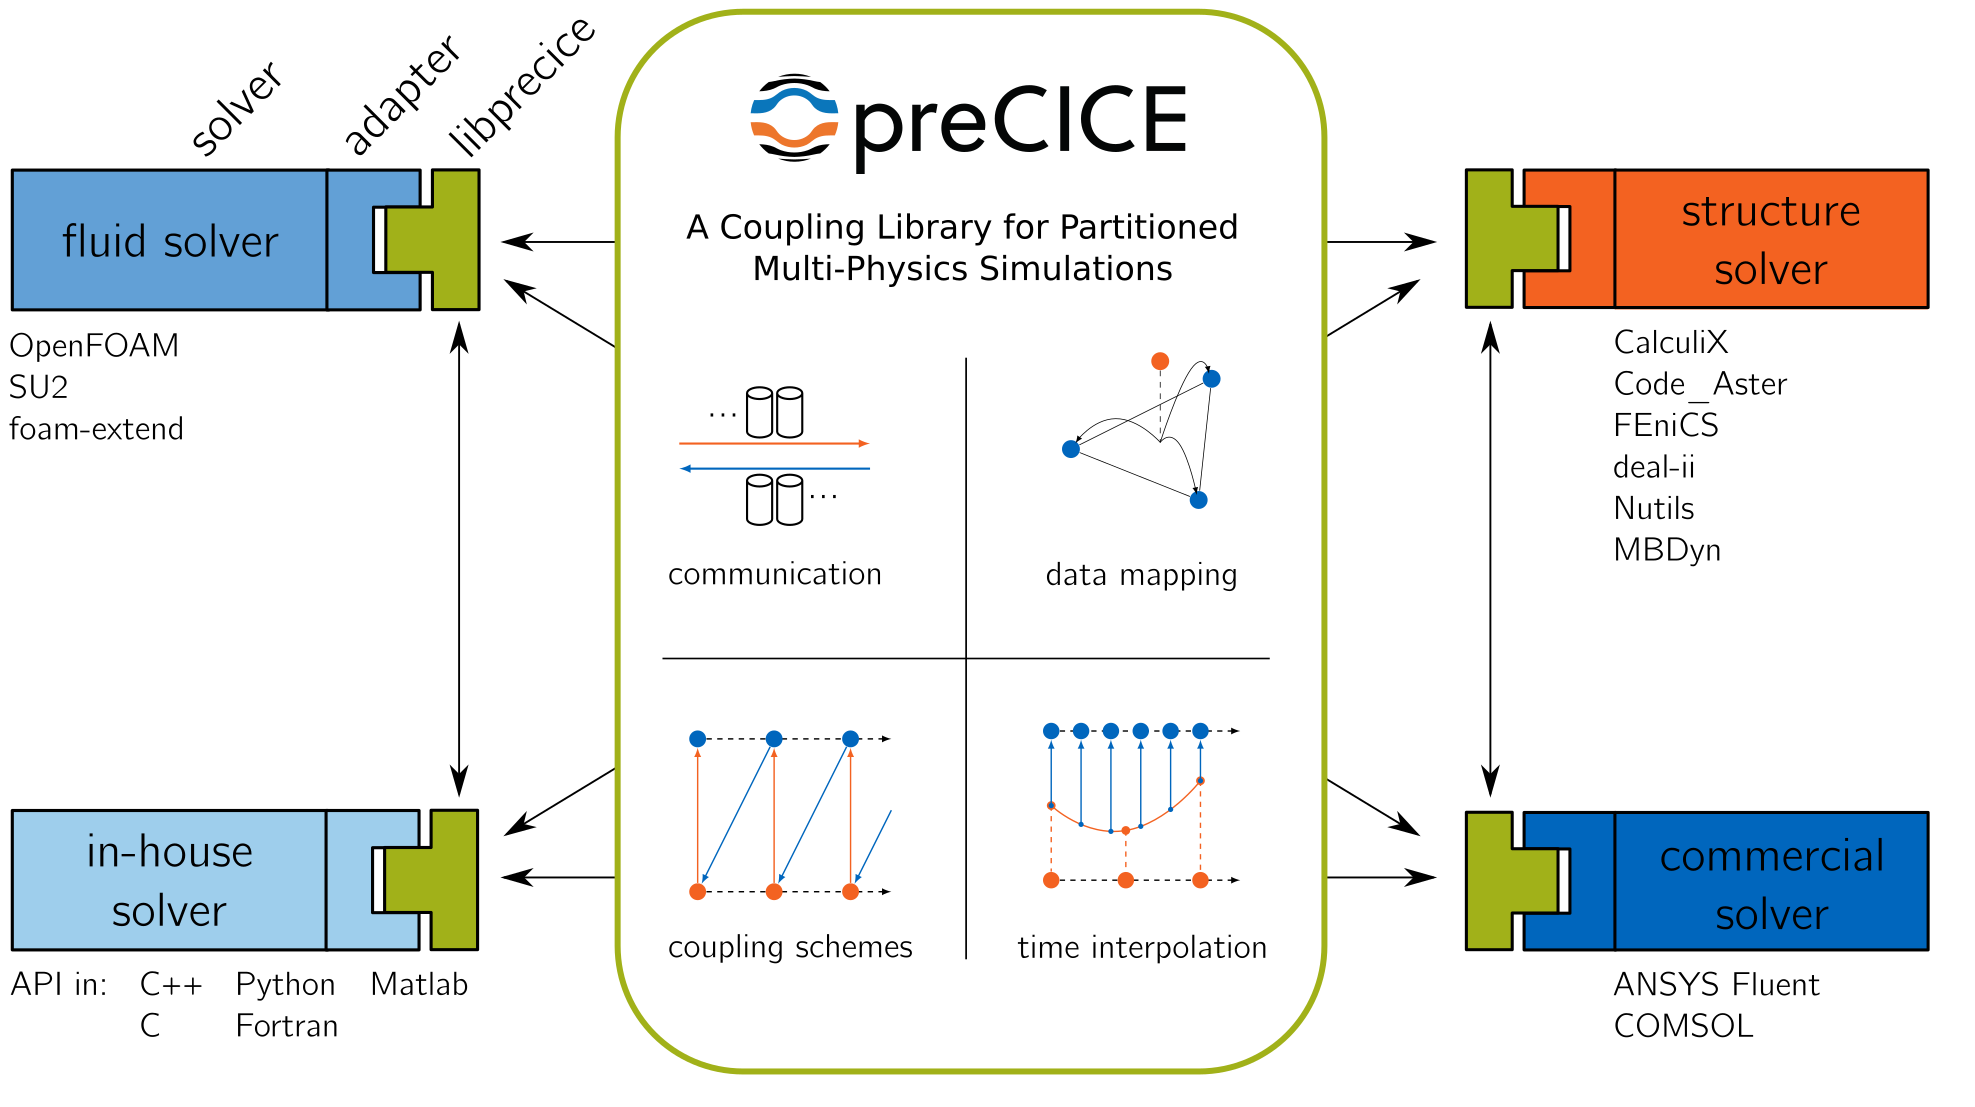 solver
adapter
libprecice
fluid solver
OpenFOAM
SU2
foam-extend
preCICE
A Coupling Library for Partitioned
Multi-Physics Simulations
...
...
communication
data mapping
coupling schemes
time interpolation
structure
solver
CalculiX
Code_Aster
FEniCS
deal-ii
Nutils
MBDyn
in-house
solver
API in: C++ Python Matlab
C Fortran
commercial
solver
ANSYS Fluent
COMSOL